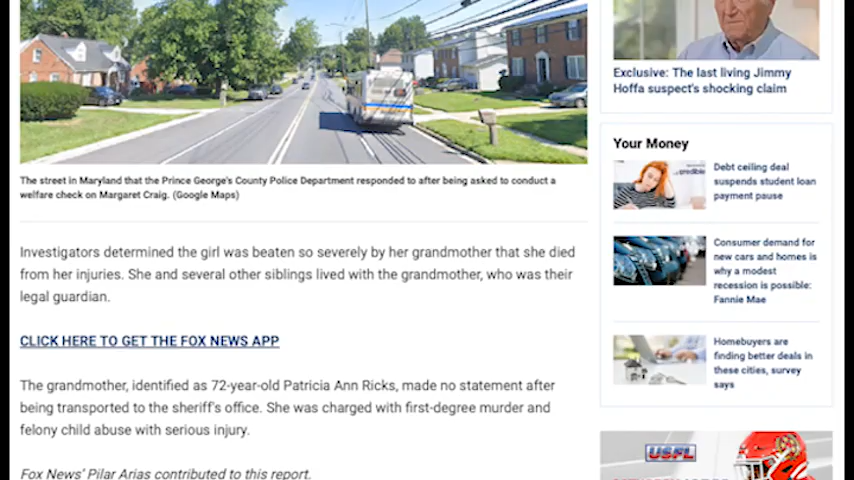 The street in Maryland that the Prince George's County Police Department responded to after being asked to conduct a
welfare check on Margaret Craig. (Google Maps)
Investigators determined the girl was beaten so severely by her grandmother that she died
from her injuries. She and several other siblings lived with the grandmother, who was their
legal guardian.
CLICK HERE TO GET THE FOX NEWS APP
The grandmother, identified as 72-year-old Patricia Ann Ricks, made no statement after
being transported to the sheriff's office. She was charged with first-degree murder and
felony child abuse with serious injury.
Fox News' Pilar Arias contributed to this report.
Exclusive: The last living Jimmy
Hoffa suspect's shocking claim
Your Money
credible
Debt ceiling deal
suspends student loan
payment pause
Consumer demand for
new cars and homes is
why a modest
recession is possible:
Fannie Mae
Homebuyers are
finding better deals in
these cities, survey
says
USFL